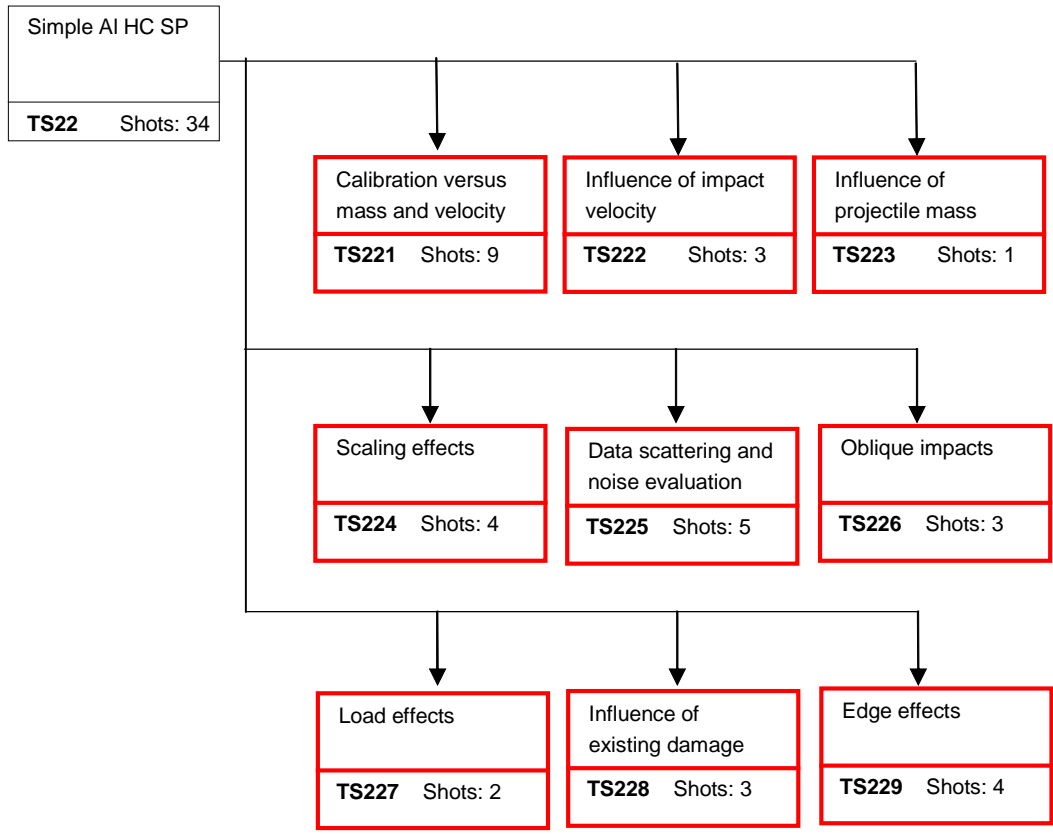 Simple Al HC SP
TS22 Shots: 34
Calibration versus
mass and velocity
TS221 Shots: 9
Influence of impact
velocity
TS222 Shots: 3
Influence of
projectile mass
TS223 Shots: 1
Scaling effects
TS224 Shots: 4
Data scattering and
noise evaluation
TS225 Shots: 5
Oblique impacts
TS226 Shots: 3
Load effects
TS227 Shots: 2
Influence of
existing damage
TS228 Shots: 3
Edge effects
TS229 Shots: 4